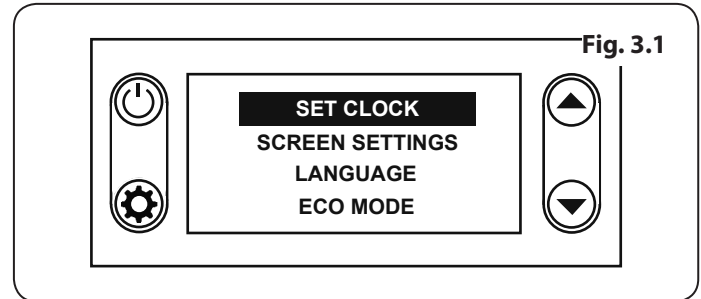 Fig. 3.1
SET CLOCK
SCREEN SETTINGS
LANGUAGE
ECO MODE